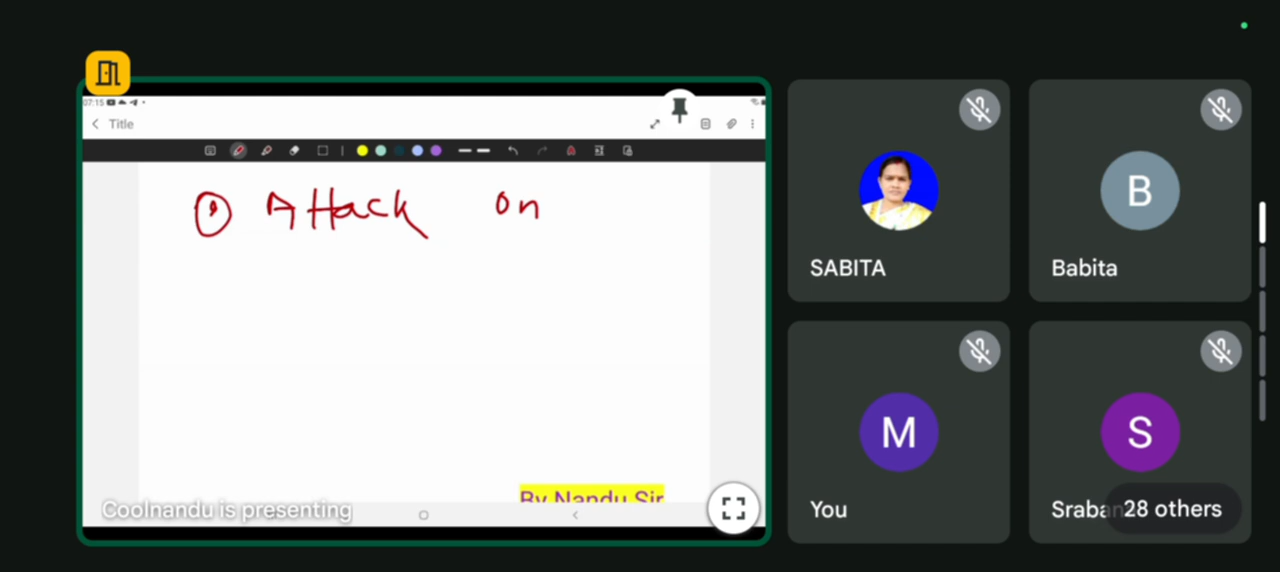 07:15
Title
① Attack on
By Nandu Sir
Coolnandu is presenting
SABITA
B
Babita
M
You
S
Sraban
28 others